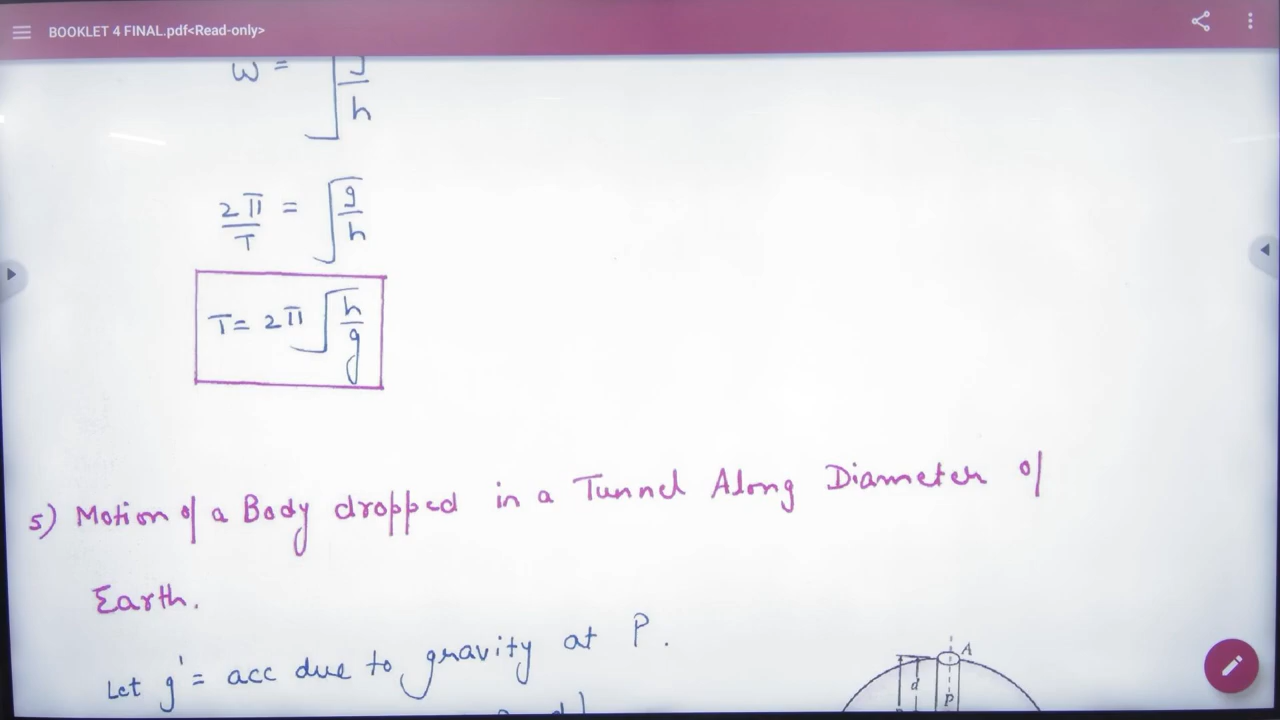 BOOKLET 4 FINAL.pdf<Read-only>
ω = √g/h
2π/T = √g/h
T = 2π √h/g
5) Motion of a Body dropped in a Tunnel Along Diameter of
Earth.
Let g' = acc due to gravity at P.
A
d
P